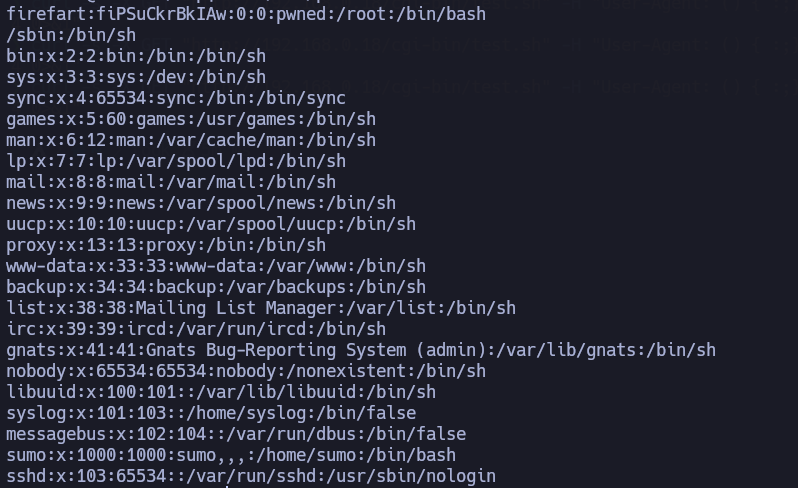 firefart:fiPSuCkrBkIAw:0:0:pwned:/root:/bin/bash
/sbin:/bin/sh
bin:x:2:2:bin:/bin:/bin/sh
sys:x:3:3:sys:/dev:/bin/sh
sync:x:4:65534:sync:/bin:/bin/sync
games:x:5:60:games:/usr/games:/bin/sh
man:x:6:12:man:/var/cache/man:/bin/sh
lp:x:7:7:lp:/var/spool/lpd:/bin/sh
mail:x:8:8:mail:/var/mail:/bin/sh
news:x:9:9:news:/var/spool/news:/bin/sh
uucp:x:10:10:uucp:/var/spool/uucp:/bin/sh
proxy:x:13:13:proxy:/bin:/bin/sh
www-data:x:33:33:www-data:/var/www:/bin/sh
backup:x:34:34:backup:/var/backups:/bin/sh
list:x:38:38:Mailing List Manager:/var/list:/bin/sh
irc:x:39:39:ircd:/var/run/ircd:/bin/sh
gnats:x:41:41:Gnats Bug-Reporting System (admin):/var/lib/gnats:/bin/sh
nobody:x:65534:65534:nobody:/nonexistent:/bin/sh
libuuid:x:100:101::/var/lib/libuuid:/bin/sh
syslog:x:101:103::/home/syslog:/bin/false
messagebus:x:102:104::/var/run/dbus:/bin/false
sumo:x:1000:1000:sumo,,,:/home/sumo:/bin/bash
sshd:x:103:65534::/var/run/sshd:/usr/sbin/nologin